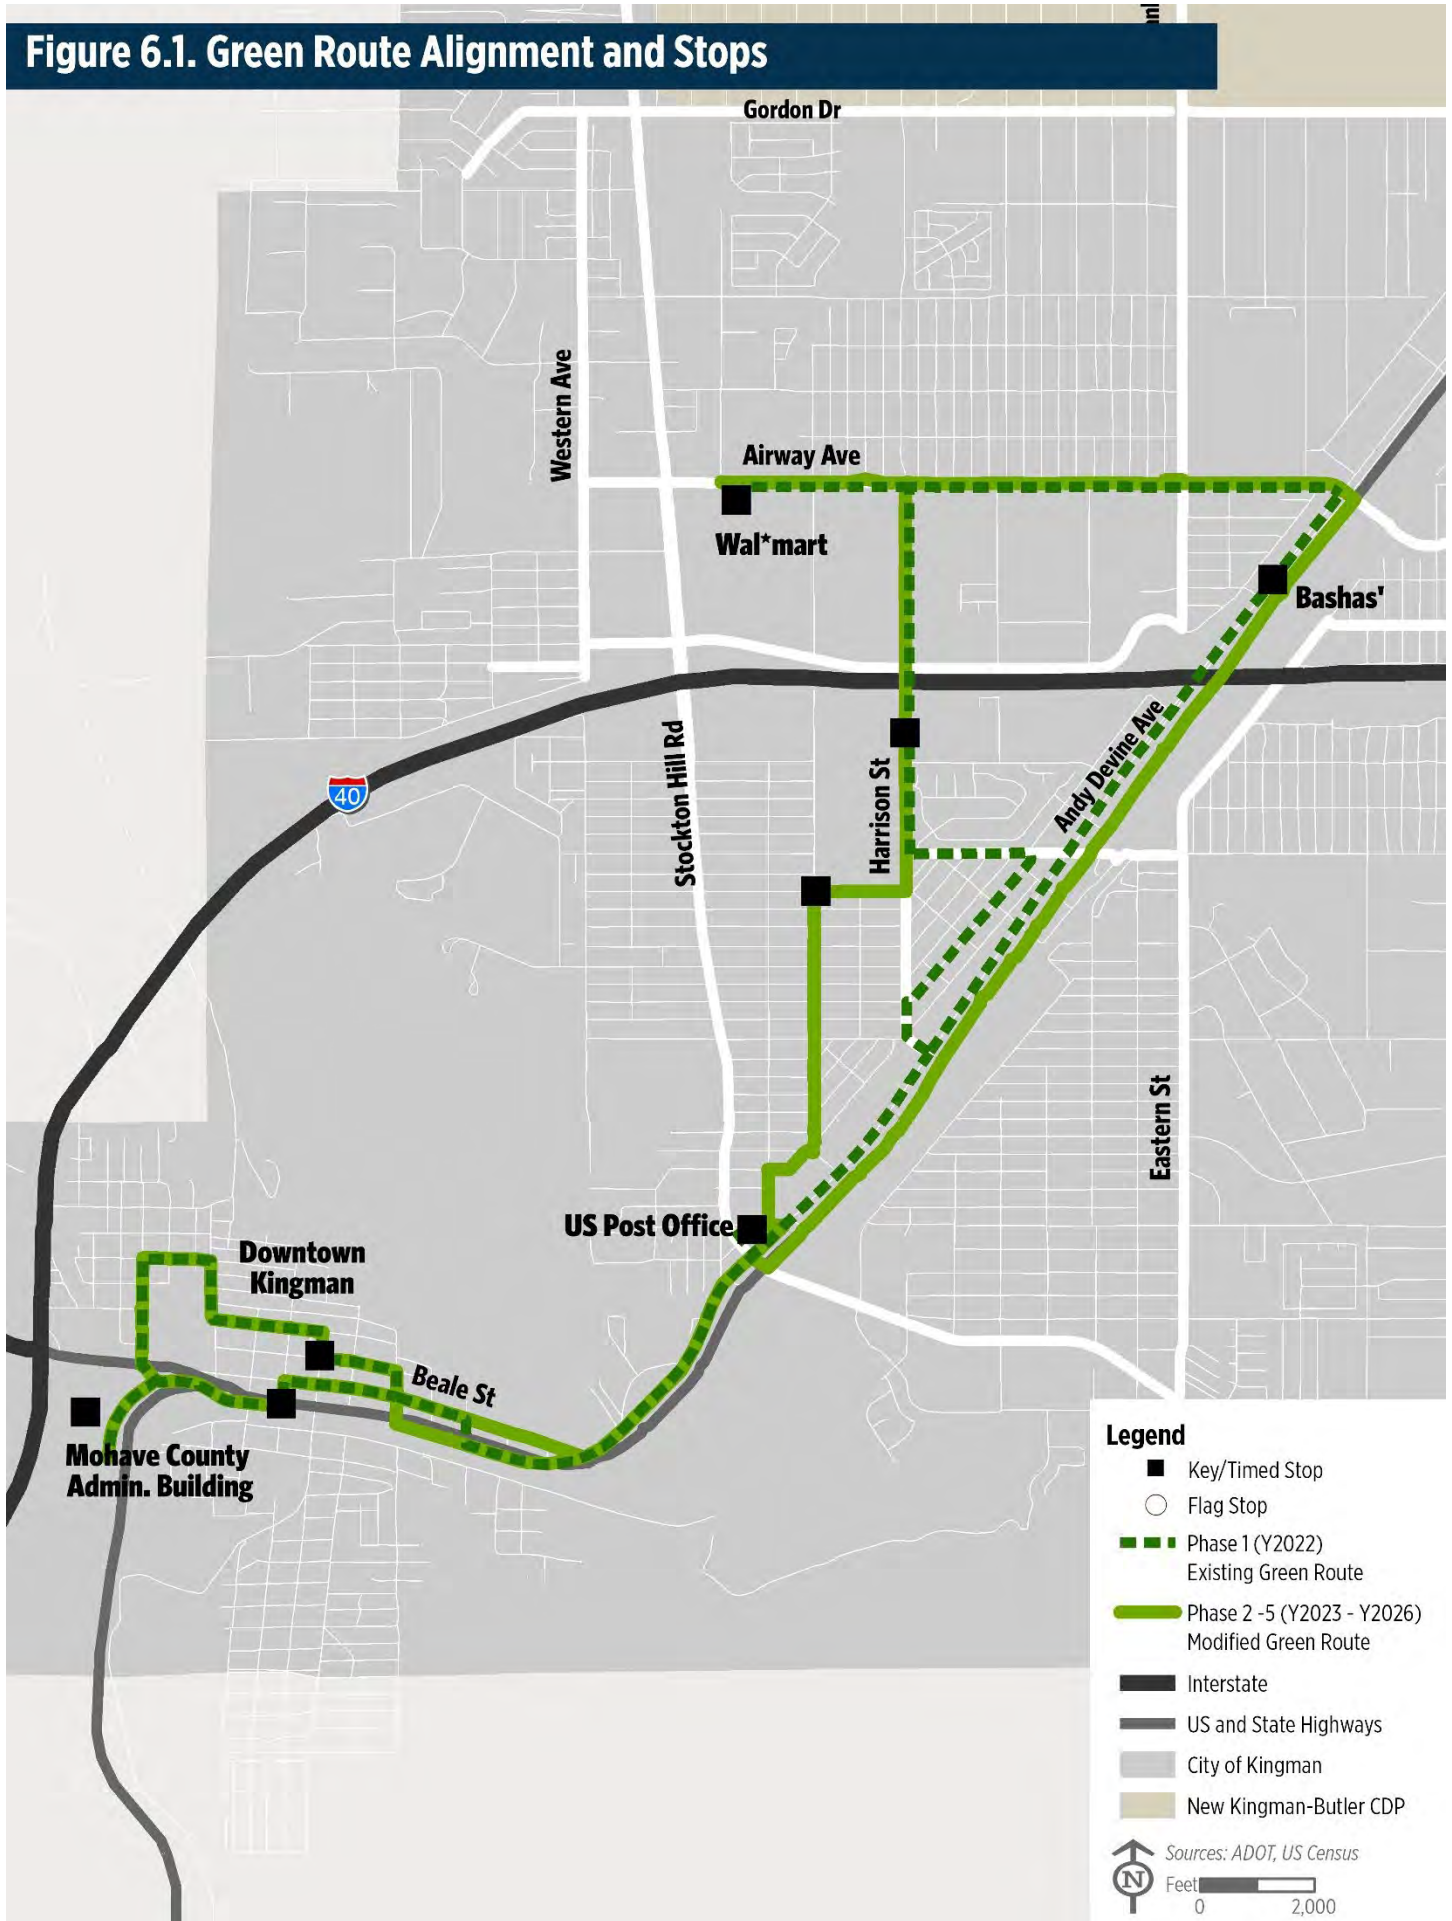 Figure 6.1. Green Route Alignment and Stops
Gordon Dr
Western Ave
Airway Ave
Wal*mart
Bashas'
Stockton Hill Rd
Harrison St
Andy Devine Ave
40
Eastern St
US Post Office
Downtown
Kingman
Beale St
Mohave County
Admin. Building
Legend
Key/Timed Stop
Flag Stop
Phase 1 (Y2022)
Existing Green Route
Phase 2 -5 (Y2023 - Y2026)
Modified Green Route
Interstate
US and State Highways
City of Kingman
New Kingman-Butler CDP
Sources: ADOT, US Census
N
Feet
0 2,000